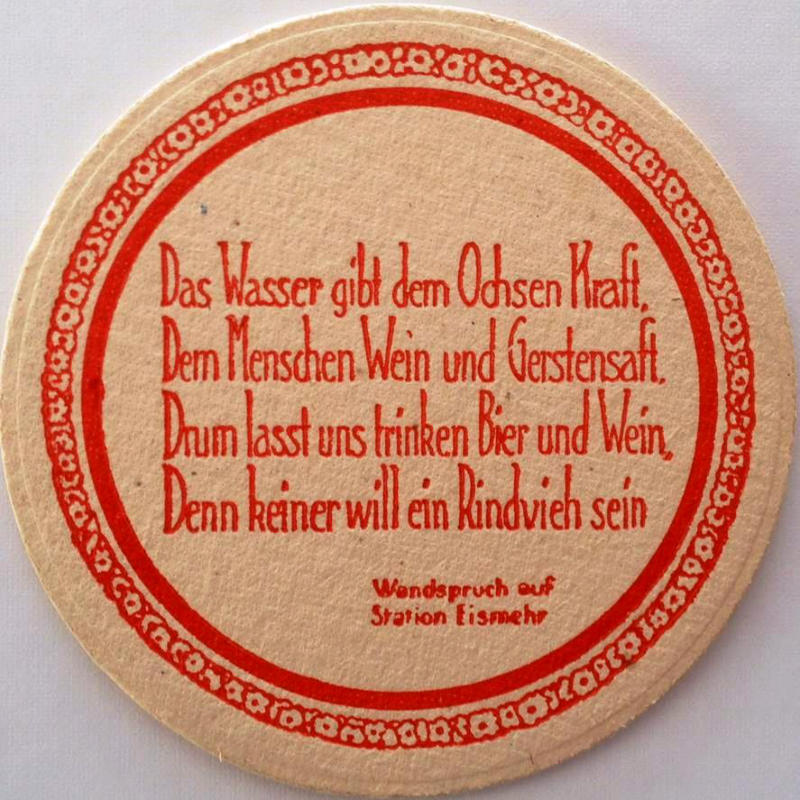 Das Wasser gibt dem Ochsen Kraft,
Dem Menschen Wein und Gerstensaft.
Drum lasst uns trinken Bier und Wein,
Denn keiner will ein Rindvieh sein
Wandspruch auf
Station Eismehr